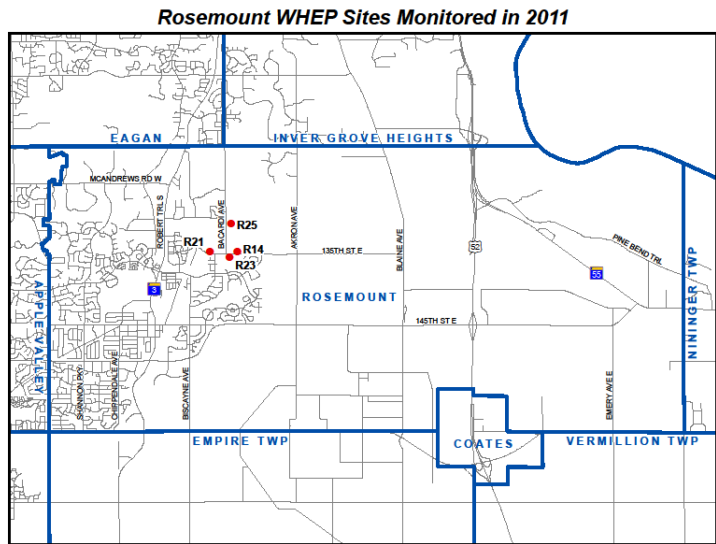 Rosemount WHEP Sites Monitored in 2011
EAGAN
INVER GROVE HEIGHTS
MCANDREWS RD W
ROBERT TRL S
BACARDI AVE
AKRON AVE
R25
R21
R14
R23
135TH ST E
BLAINE AVE
52
PINE BEND TRL
55
3
ROSEMOUNT
NININGER TWP
APPLE VALLEY
145TH ST E
SHANNON PKY
CHIPPENDALE AVE
BISCAYNE AVE
EMERY AVE E
EMPIRE TWP
COATES
VERMILLION TWP